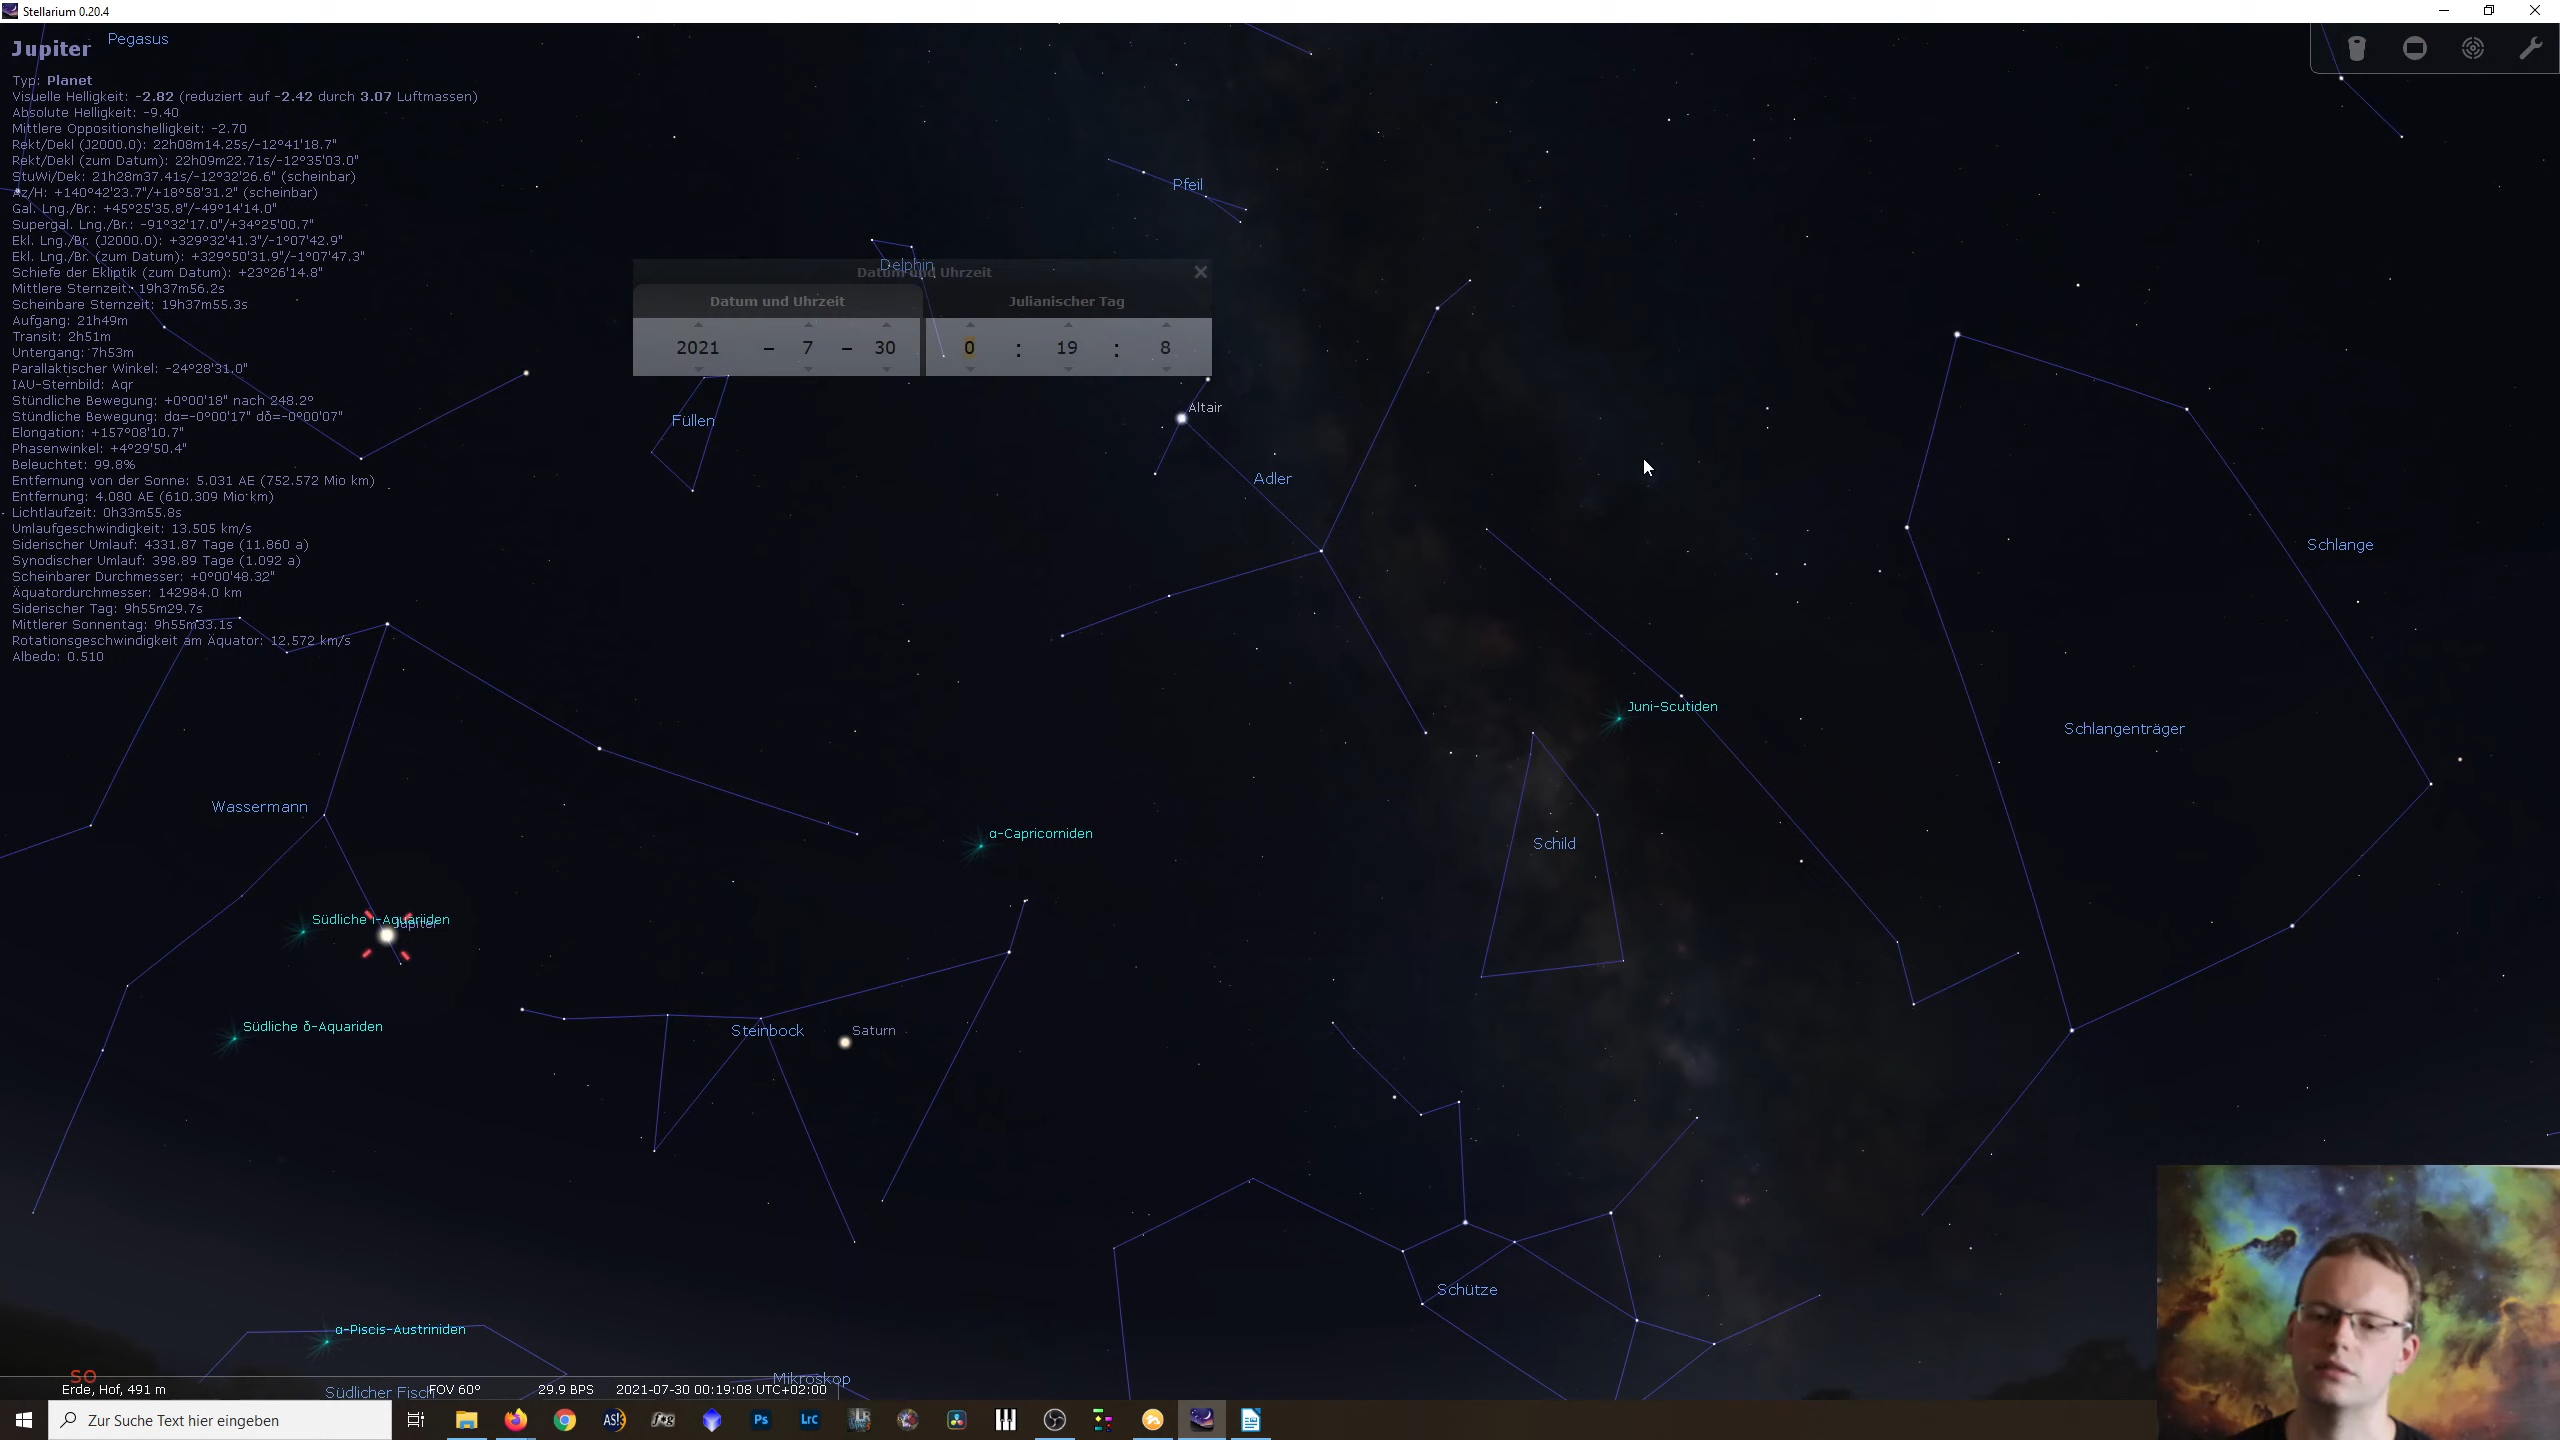 Stellarium 0.20.4
Jupiter
Pegasus
Typ: Planet
Visuelle Helligkeit: -2.82 (reduziert auf -2.42 durch 3.07 Luftmassen)
Absolute Helligkeit: -9.40
Mittlere Oppositionshelligkeit: -2.70
Rekt/Dekl (J2000.0): 22h08m14.25s/-12°41'18.7"
Rekt/Dekl (zum Datum): 22h09m22.71s/-12°35'03.0"
StuWi/Dek: 21h28m37.41s/-12°32'26.6" (scheinbar)
Az/H: +140°42'23.7"/+18°58'31.2" (scheinbar)
Gal. Lng./Br.: +45°25'35.8"/-49°14'14.0"
Supergal. Lng./Br.: -91°32'17.0"/+34°25'00.7"
Ekl. Lng./Br. (J2000.0): +329°32'41.3"/-1°07'42.9"
Ekl. Lng./Br. (zum Datum): +329°50'31.9"/-1°07'47.3"
Schiefe der Ekliptik (zum Datum): +23°26'14.8"
Mittlere Sternzeit: 19h37m56.2s
Scheinbare Sternzeit: 19h37m55.3s
Aufgang: 21h49m
Transit: 2h51m
Untergang: 7h53m
Parallaktischer Winkel: -24°28'31.0"
IAU-Sternbild: Aqr
Stündliche Bewegung: +0°00'18" nach 248.2°
Stündliche Bewegung: dα=-0°00'17" dδ=-0°00'07"
Elongation: +157°08'10.7"
Phasenwinkel: +4°29'50.4"
Beleuchtet: 99.8%
Entfernung von der Sonne: 5.031 AE (752.572 Mio km)
Entfernung: 4.080 AE (610.309 Mio km)
Lichtlaufzeit: 0h33m55.8s
Umlaufgeschwindigkeit: 13.505 km/s
Siderischer Umlauf: 4331.87 Tage (11.860 a)
Synodischer Umlauf: 398.89 Tage (1.092 a)
Scheinbarer Durchmesser: +0°00'48.32"
Äquatordurchmesser: 142984.0 km
Siderischer Tag: 9h55m29.7s
Mittlerer Sonnentag: 9h55m33.1s
Rotationsgeschwindigkeit am Äquator: 12.572 km/s
Albedo: 0.510
Pfeil
Delphin
Datum und Uhrzeit
Datum und Uhrzeit
Julianischer Tag
2021 – 7 – 30
0 : 19 : 8
Altair
Füllen
Adler
Schlange
Juni-Scutiden
Schlangenträger
Wassermann
α-Capricorniden
Schild
Südliche ι-Aquariiden
Jupiter
Südliche δ-Aquariden
Steinbock
Saturn
Schütze
α-Piscis-Austriniden
SO
Mikroskop
Südlicher Fisch
Erde, Hof, 491 m
FOV 60°
29.9 BPS
2021-07-30 00:19:08 UTC+02:00
Zur Suche Text hier eingeben
AS!
Ps
Lrc